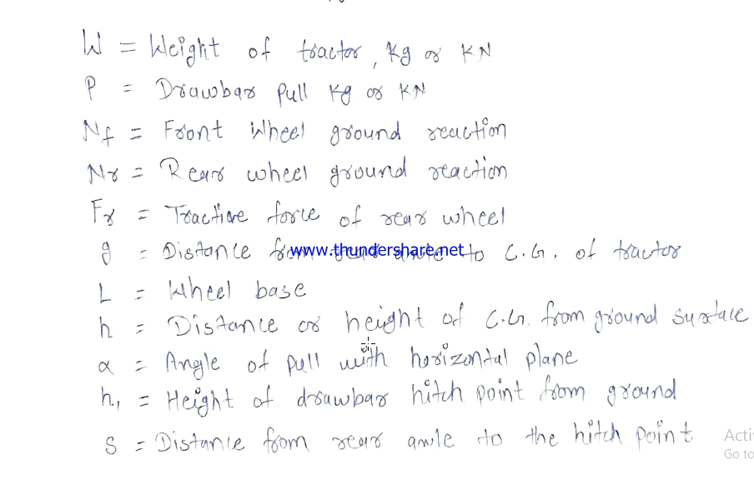 W = Weight of tractor, Kg or KN
P = Drawbar Pull Kg or KN
Nf = Front Wheel ground reaction
Nr = Rear wheel ground reaction
Fr = Tractive force of rear wheel
g = Distance from rear axle to C.G. of tractor
www.thundershare.net
L = Wheel base
h = Distance or height of C.G. from ground surface
α = Angle of pull with horizontal plane
h₁ = Height of drawbar hitch point from ground
S = Distance from rear axle to the hitch point
Acti
Go to